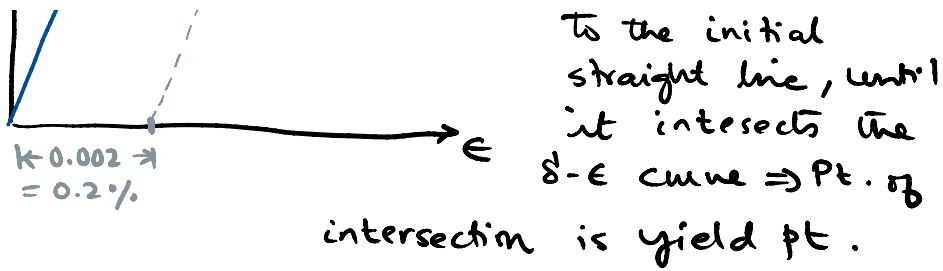 To the initial
straight line, until
it intesects the
δ-ϵ curve ⇒ Pt. of
intersection is yield pt.
ϵ
0.002
= 0.2%